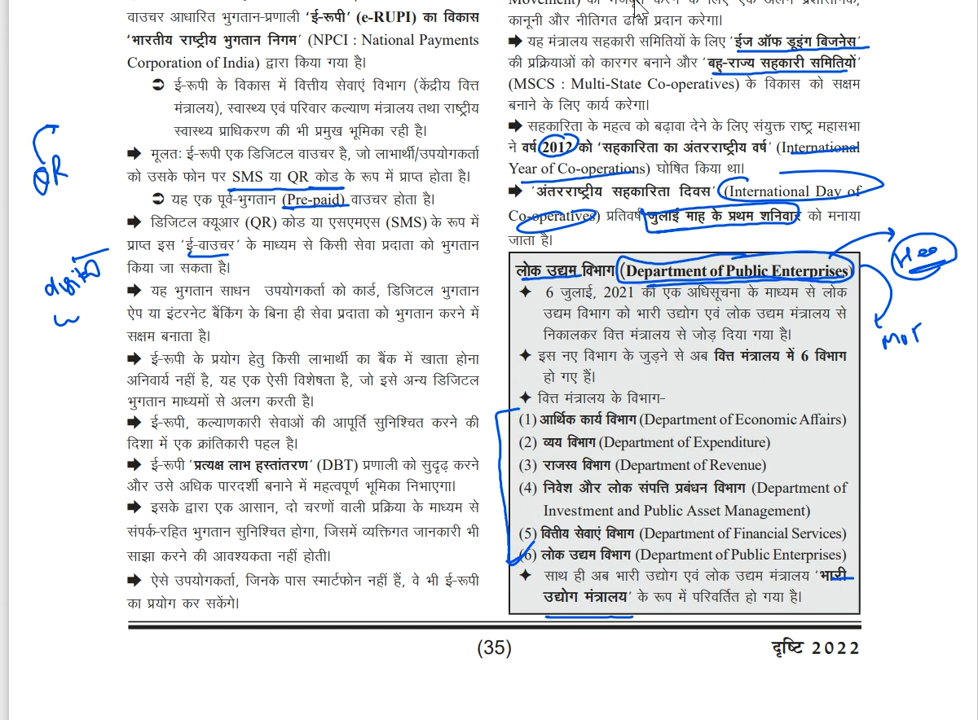 वाउचर आधारित भुगतान-प्रणाली 'ई-रूपी' (e-RUPI) का विकास
'भारतीय राष्ट्रीय भुगतान निगम' (NPCI : National Payments
Corporation of India) द्वारा किया गया है।
➲ ई-रूपी के विकास में वित्तीय सेवाएं विभाग (केंद्रीय वित्त
मंत्रालय), स्वास्थ्य एवं परिवार कल्याण मंत्रालय तथा राष्ट्रीय
स्वास्थ्य प्राधिकरण की भी प्रमुख भूमिका रही है।
➡ मूलतः ई-रूपी एक डिजिटल वाउचर है, जो लाभार्थी/उपयोगकर्ता
को उसके फोन पर SMS या QR कोड के रूप में प्राप्त होता है।
➲ यह एक पूर्व-भुगतान (Pre-paid) वाउचर होता है।
➡ डिजिटल क्यूआर (QR) कोड या एसएमएस (SMS) के रूप में
प्राप्त इस 'ई-वाउचर' के माध्यम से किसी सेवा प्रदाता को भुगतान
किया जा सकता है।
➡ यह भुगतान साधन उपयोगकर्ता को कार्ड, डिजिटल भुगतान
ऐप या इंटरनेट बैंकिंग के बिना ही सेवा प्रदाता को भुगतान करने में
सक्षम बनाता है।
➡ ई-रूपी के प्रयोग हेतु किसी लाभार्थी का बैंक में खाता होना
अनिवार्य नहीं है, यह एक ऐसी विशेषता है, जो इसे अन्य डिजिटल
भुगतान माध्यमों से अलग करती है।
➡ ई-रूपी, कल्याणकारी सेवाओं की आपूर्ति सुनिश्चित करने की
दिशा में एक क्रांतिकारी पहल है।
➡ ई-रूपी 'प्रत्यक्ष लाभ हस्तांतरण' (DBT) प्रणाली को सुदृढ़ करने
और उसे अधिक पारदर्शी बनाने में महत्वपूर्ण भूमिका निभाएगा।
➡ इसके द्वारा एक आसान, दो चरणों वाली प्रक्रिया के माध्यम से
संपर्क-रहित भुगतान सुनिश्चित होगा, जिसमें व्यक्तिगत जानकारी भी
साझा करने की आवश्यकता नहीं होती।
➡ ऐसे उपयोगकर्ता, जिनके पास स्मार्टफोन नहीं हैं, वे भी ई-रूपी
का प्रयोग कर सकेंगे।
QR
कानूनी और नीतिगत ढांचा प्रदान करेगा।
➡ यह मंत्रालय सहकारी समितियों के लिए 'ईज ऑफ डूइंग बिजनेस'
की प्रक्रियाओं को कारगर बनाने और 'बहु-राज्य सहकारी समितियों'
(MSCS : Multi-State Co-operatives) के विकास को सक्षम
बनाने के लिए कार्य करेगा।
➡ सहकारिता के महत्व को बढ़ावा देने के लिए संयुक्त राष्ट्र महासभा
ने वर्ष 2012 को 'सहकारिता का अंतरराष्ट्रीय वर्ष' (International
Year of Co-operations) घोषित किया था।
➡ 'अंतरराष्ट्रीय सहकारिता दिवस' (International Day of
Co-operatives) प्रतिवर्ष जुलाई माह के प्रथम शनिवार को मनाया
जाता है।
लोक उद्यम विभाग (Department of Public Enterprises)
✦ 6 जुलाई, 2021 की एक अधिसूचना के माध्यम से लोक
उद्यम विभाग को भारी उद्योग एवं लोक उद्यम मंत्रालय से
निकालकर वित्त मंत्रालय से जोड़ दिया गया है।
✦ इस नए विभाग के जुड़ने से अब वित्त मंत्रालय में 6 विभाग
हो गए हैं।
✦ वित्त मंत्रालय के विभाग-
(1) आर्थिक कार्य विभाग (Department of Economic Affairs)
(2) व्यय विभाग (Department of Expenditure)
(3) राजस्व विभाग (Department of Revenue)
(4) निवेश और लोक संपत्ति प्रबंधन विभाग (Department of
Investment and Public Asset Management)
(5) वित्तीय सेवाएं विभाग (Department of Financial Services)
(6) लोक उद्यम विभाग (Department of Public Enterprises)
✦ साथ ही अब भारी उद्योग एवं लोक उद्यम मंत्रालय 'भारी
उद्योग मंत्रालय' के रूप में परिवर्तित हो गया है।
(35)
दृष्टि 2022